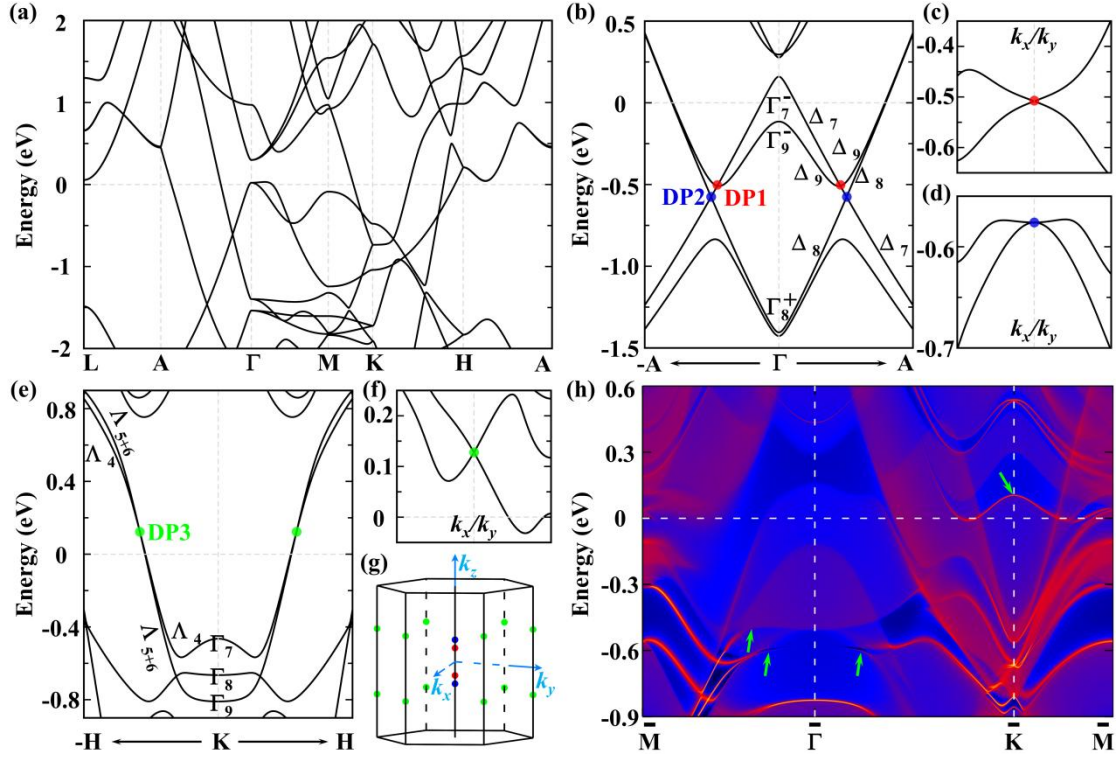 (a)
2
1
0
-1
-2
Energy (eV)
L A Γ M K H A
(b)
0.5
0
-0.5
-1.0
-1.5
Energy (eV)
Γ₇⁻
Γ₉⁻
Δ₇
Δ₉
Δ₉
Δ₈
DP2
DP1
Δ₈
Δ₇
Γ₈⁺
-A Γ A
(c)
kx/ky
-0.4
-0.5
-0.6
(d)
-0.6
-0.7
kx/ky
(e)
0.8
0.4
0
-0.4
-0.8
Energy (eV)
Λ₅₊₆
Λ₄
DP3
Λ₅₊₆
Λ₄
Γ₇
Γ₈
Γ₉
-H K H
(f)
0.2
0.1
0
kx/ky
(g)
kz
kx
ky
(h)
0.6
0.3
0
-0.3
-0.6
-0.9
Energy (eV)
M̄ Γ̄ K̄ M̄